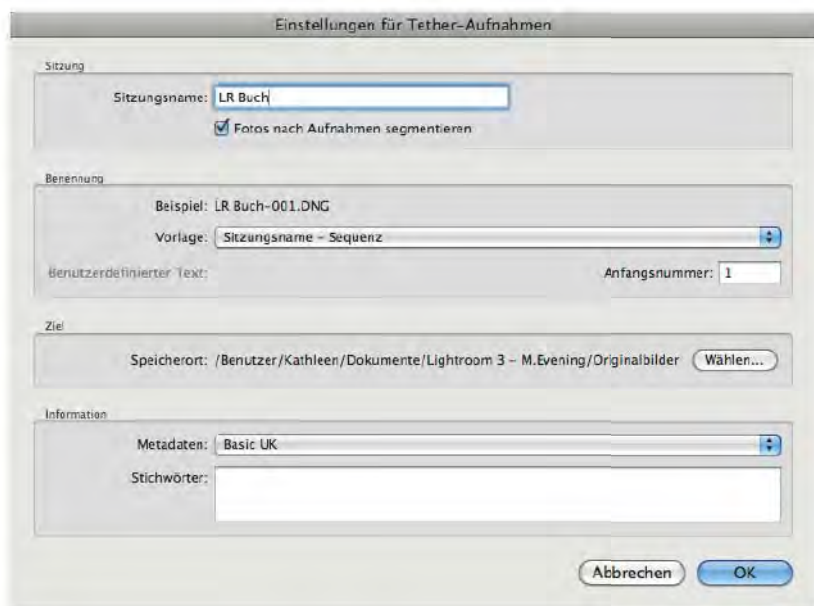 Einstellungen für Tether-Aufnahmen
Sitzung
Sitzungsname: LR Buch
Fotos nach Aufnahmen segmentieren
Benennung
Beispiel: LR Buch-001.DNG
Vorlage: Sitzungsname – Sequenz
Benutzerdefinierter Text: Anfangsnummer: 1
Ziel
Speicherort: /Benutzer/Kathleen/Dokumente/Lightroom 3 – M.Evening/Originalbilder Wählen...
Information
Metadaten: Basic UK
Stichwörter:
Abbrechen OK